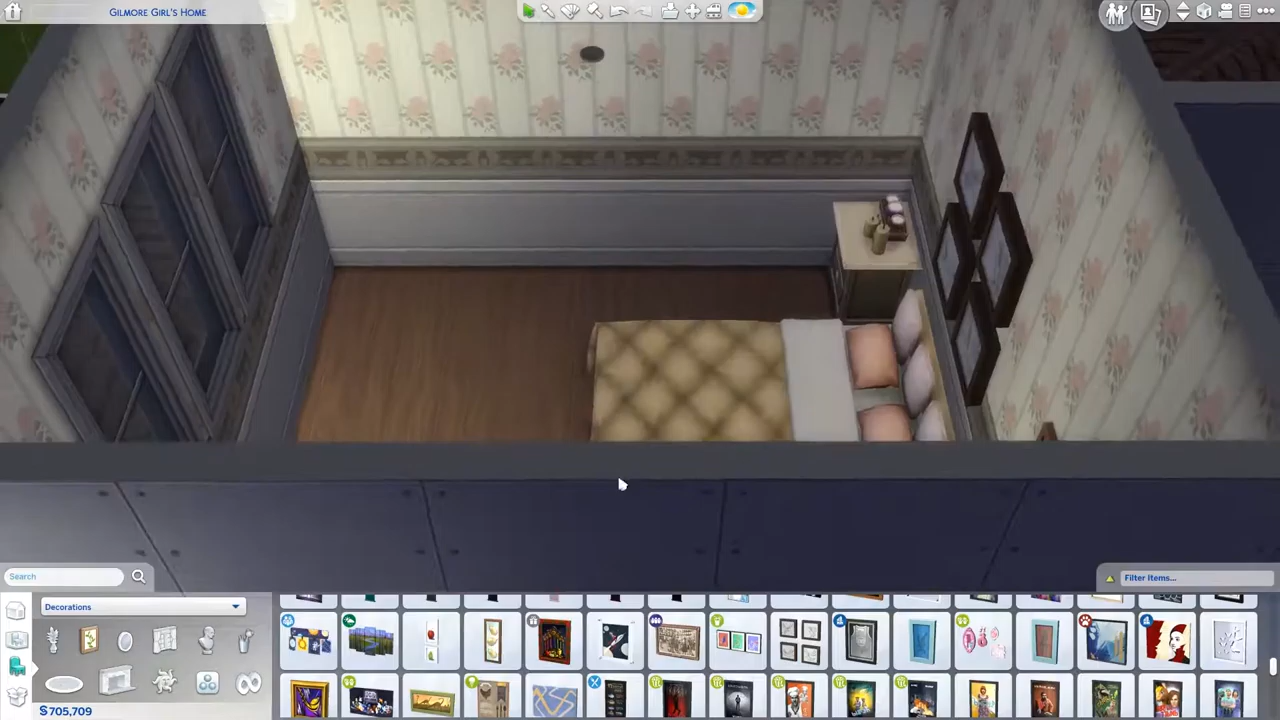 GILMORE GIRL'S HOME
Search
Filter Items...
Decorations
§705,709